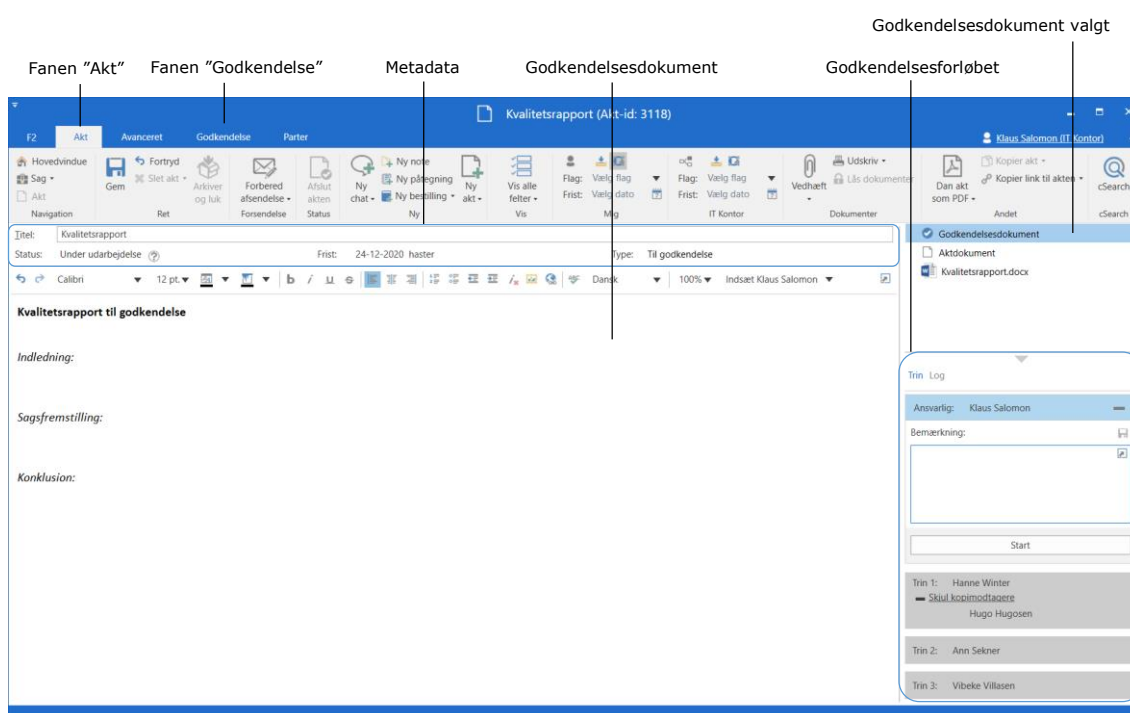 Godkendelsesdokument valgt
Fanen ”Akt” Fanen ”Godkendelse” Metadata Godkendelsesdokument Godkendelsesforløbet
Kvalitetsrapport (Akt-id: 3118)
F2 Akt Avanceret Godkendelse Parter Klaus Salomon (IT Kontor)
Hovedvindue
Sag
Akt
Navigation
Gem
Fortryd
Slet akt
Ret
Arkiver og luk
Forbered afsendelse
Forsendelse
Afslut akten
Status
Ny chat
Ny note
Ny påtegning
Ny bestilling
Ny akt
Ny
Vis alle felter
Vis
Flag: Vælg flag
Frist: Vælg dato
Mig
Flag: Vælg flag
Frist: Vælg dato
IT Kontor
Vedhæft
Udskriv
Lås dokumenter
Dokumenter
Dan akt som PDF
Kopier akt
Kopier link til akten
Andet
cSearch
cSearch
Titel: Kvalitetsrapport
Status: Under udarbejdelse Frist: 24-12-2020 haster Type: Til godkendelse
Calibri 12 pt. b i u Dansk 100% Indsæt Klaus Salomon
Kvalitetsrapport til godkendelse
Indledning:
Sagsfremstilling:
Konklusion:
Godkendelsesdokument
Aktdokument
Kvalitetsrapport.docx
Trin Log
Ansvarlig: Klaus Salomon
Bemærkning:
Start
Trin 1: Hanne Winter
Skjul kopimodtagere
Hugo Hugosen
Trin 2: Ann Sekner
Trin 3: Vibeke Villasen